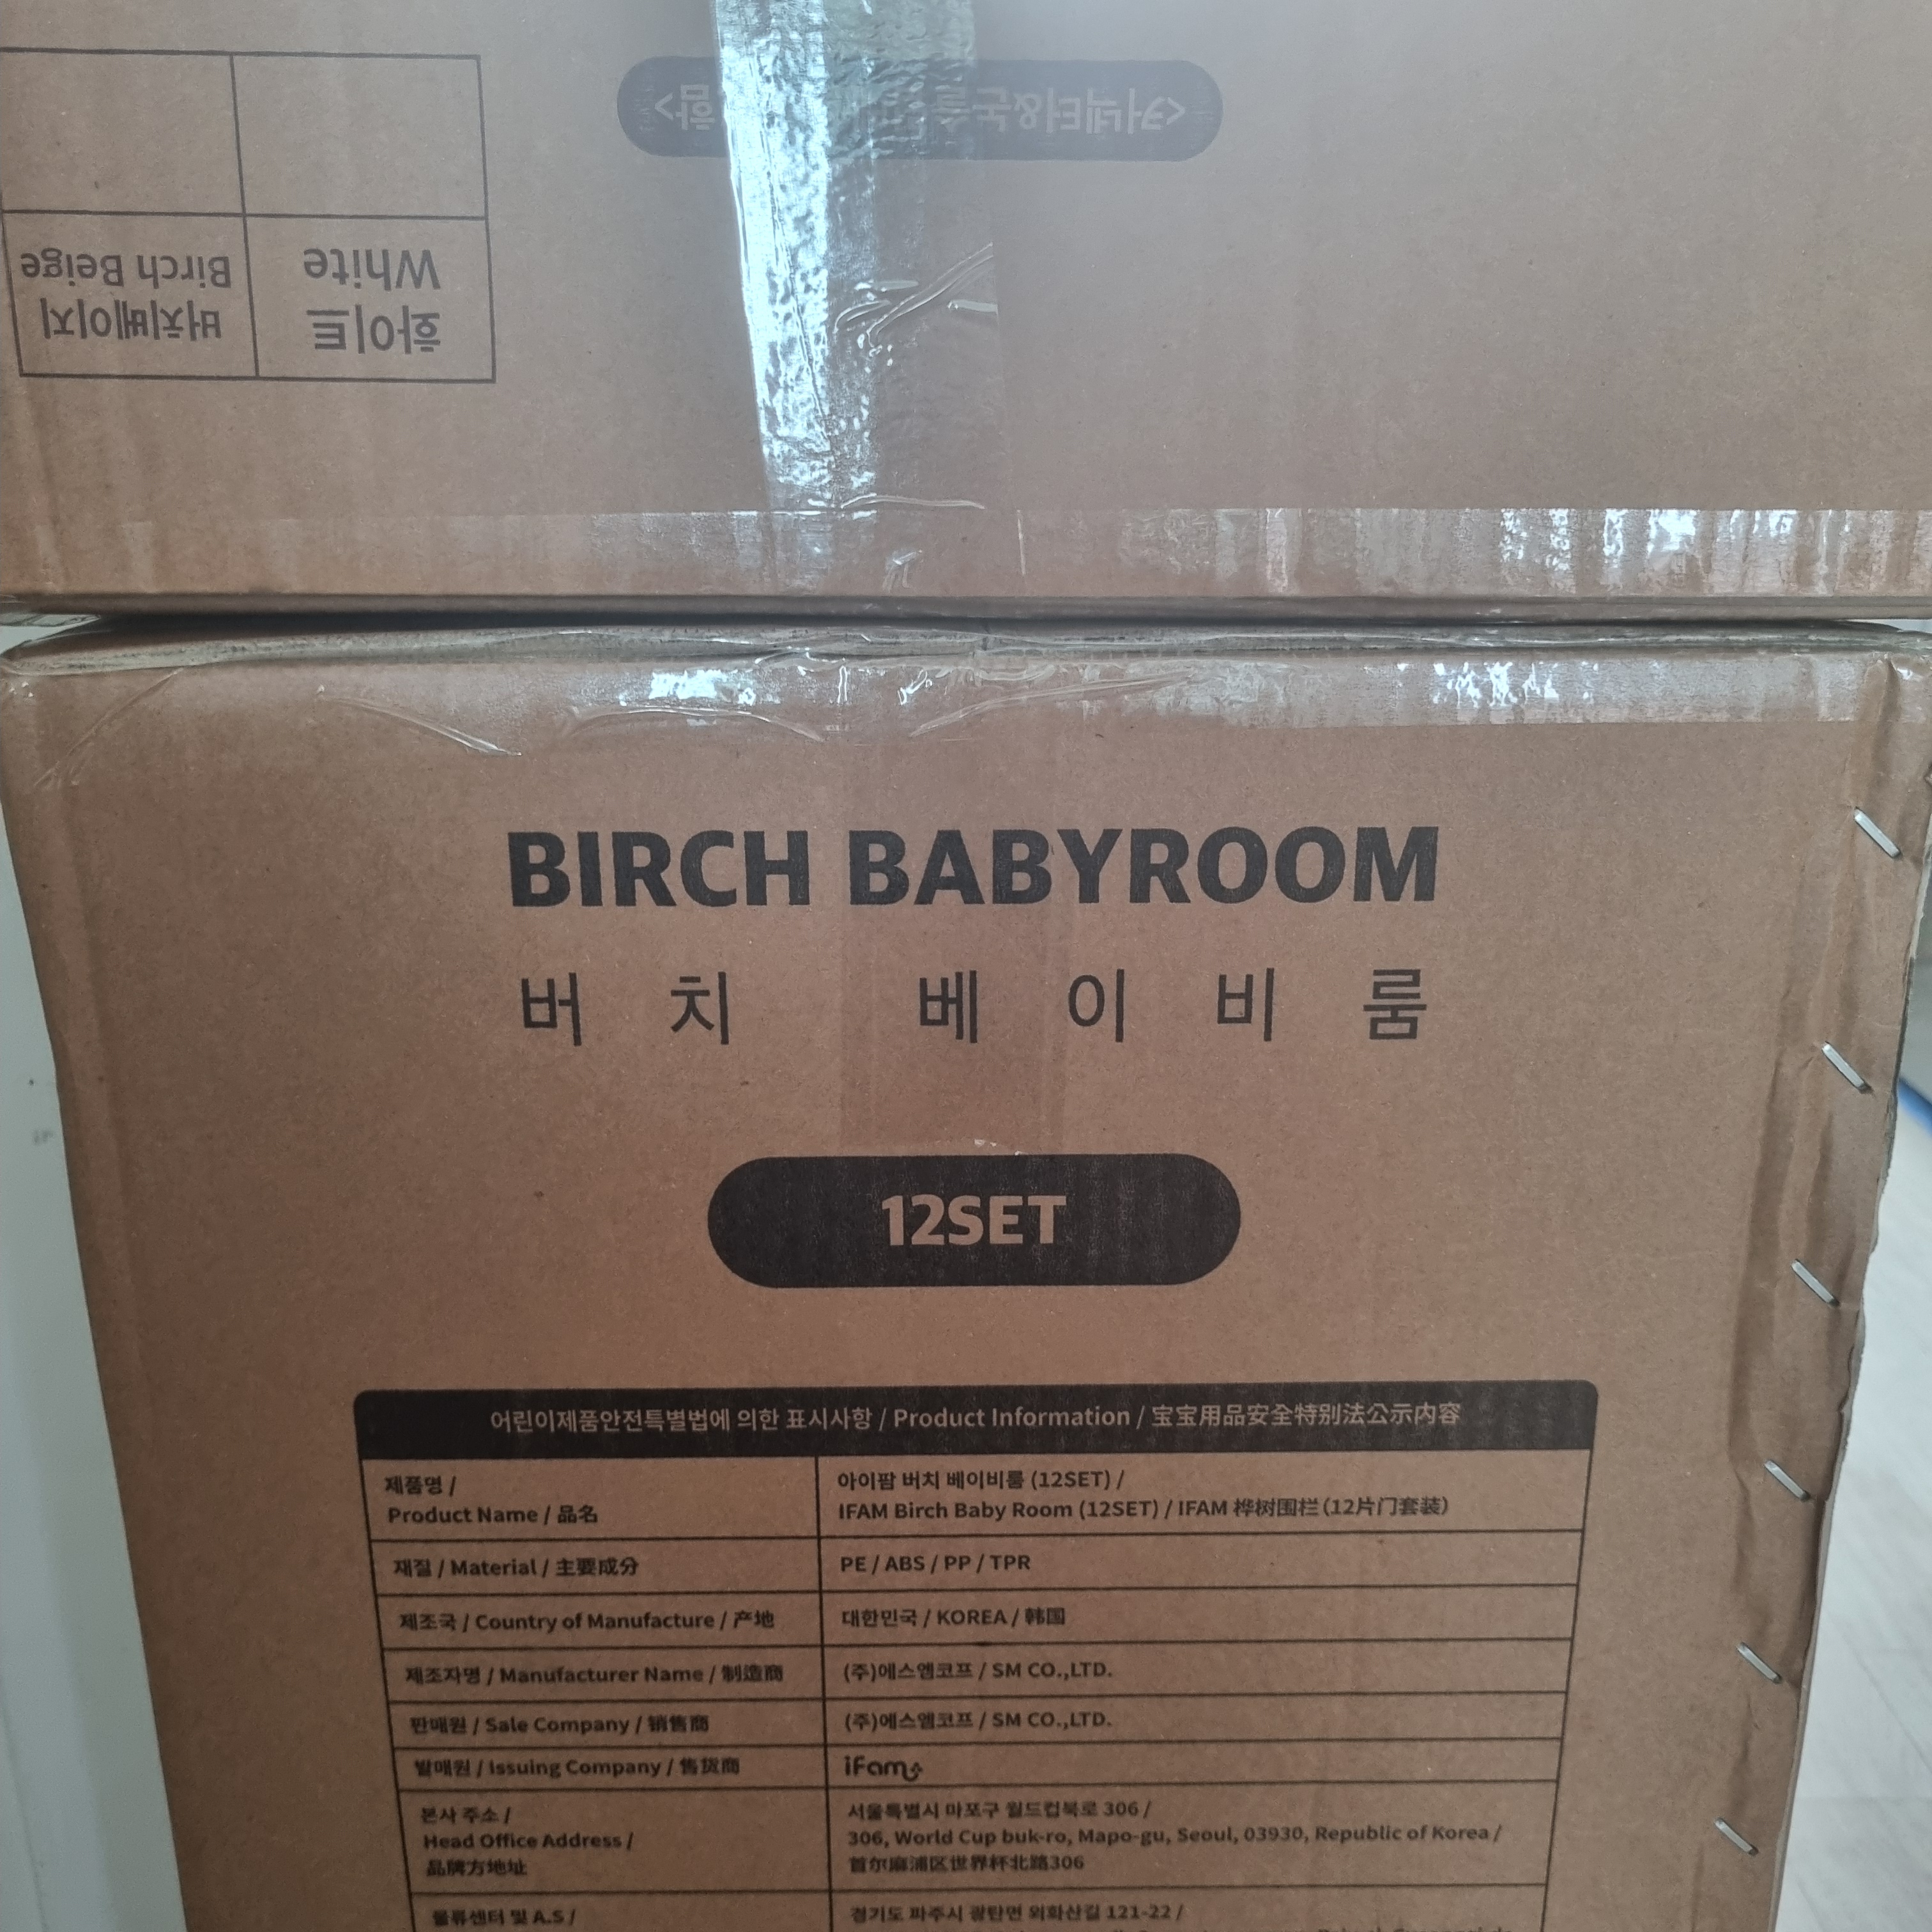 <커넥터&논슬 함>
버치베이지 화이트
Birch Beige White
BIRCH BABYROOM
버치 베이비룸
12SET
어린이제품안전특별법에 의한 표시사항 / Product Information / 宝宝用品安全特别法公示内容
제품명 /
Product Name / 品名
아이팜 버치 베이비룸 (12SET) /
IFAM Birch Baby Room (12SET) / IFAM 桦树围栏(12片门套装)
재질 / Material / 主要成分
PE / ABS / PP / TPR
제조국 / Country of Manufacture / 产地
대한민국 / KOREA / 韩国
제조자명 / Manufacturer Name / 制造商
(주)에스앰코프 / SM CO.,LTD.
판매원 / Sale Company / 销售商
(주)에스앰코프 / SM CO.,LTD.
발매원 / Issuing Company / 售货商
iFam
본사 주소 /
Head Office Address /
品牌方地址
서울특별시 마포구 월드컵북로 306 /
306, World Cup buk-ro, Mapo-gu, Seoul, 03930, Republic of Korea /
首尔麻浦区世界杯北路306
물류센터 및 A.S /
경기도 파주시 광탄면 외화산길 121-22 /